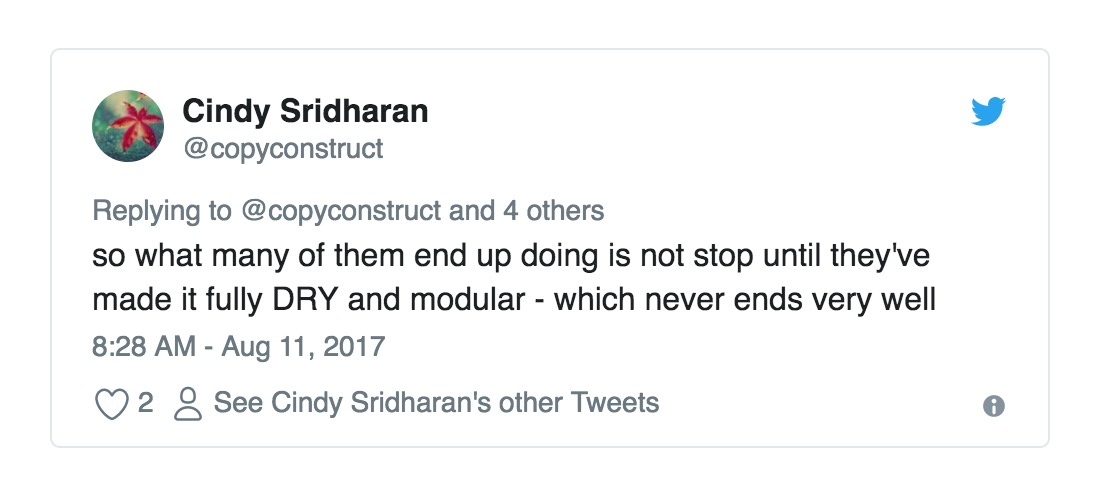 Cindy Sridharan
@copyconstruct
Replying to @copyconstruct and 4 others
so what many of them end up doing is not stop until they've
made it fully DRY and modular - which never ends very well
8:28 AM - Aug 11, 2017
2 See Cindy Sridharan's other Tweets